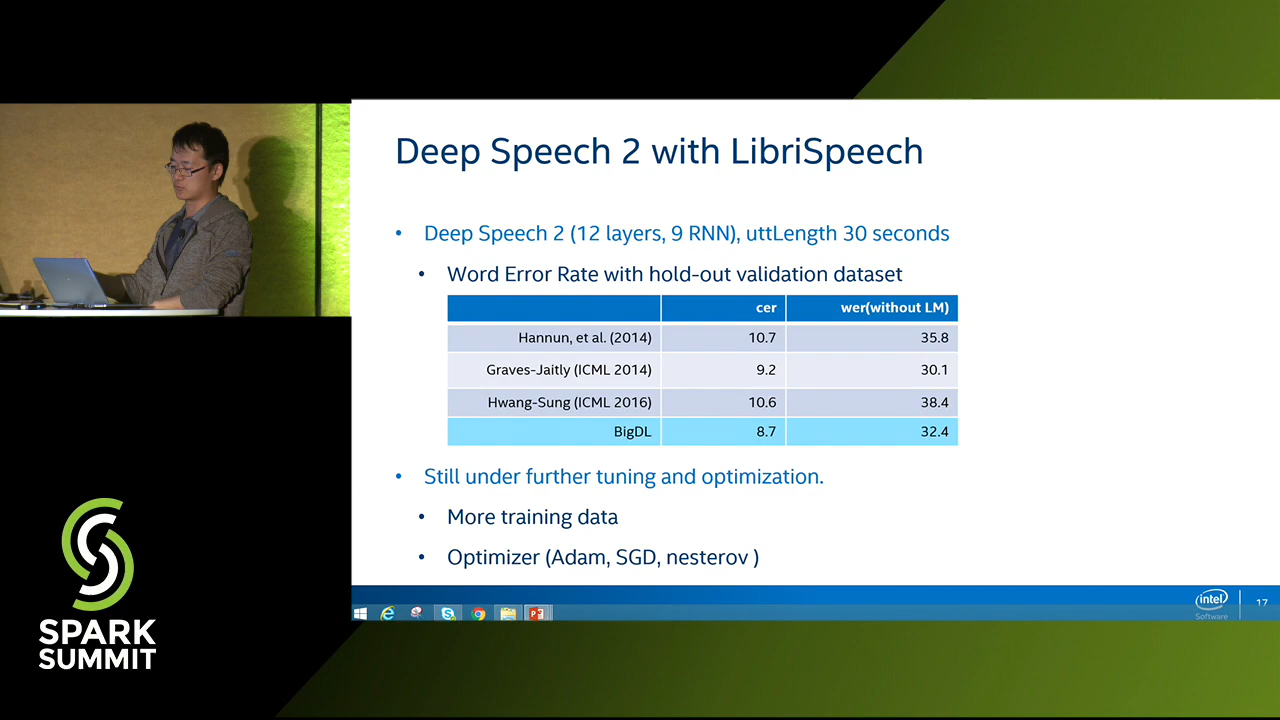 Deep Speech 2 with LibriSpeech
• Deep Speech 2 (12 layers, 9 RNN), uttLength 30 seconds
• Word Error Rate with hold-out validation dataset
cer wer(without LM)
Hannun, et al. (2014) 10.7 35.8
Graves-Jaitly (ICML 2014) 9.2 30.1
Hwang-Sung (ICML 2016) 10.6 38.4
BigDL 8.7 32.4
• Still under further tuning and optimization.
• More training data
• Optimizer (Adam, SGD, nesterov )
intel
Software
17
SPARK
SUMMIT